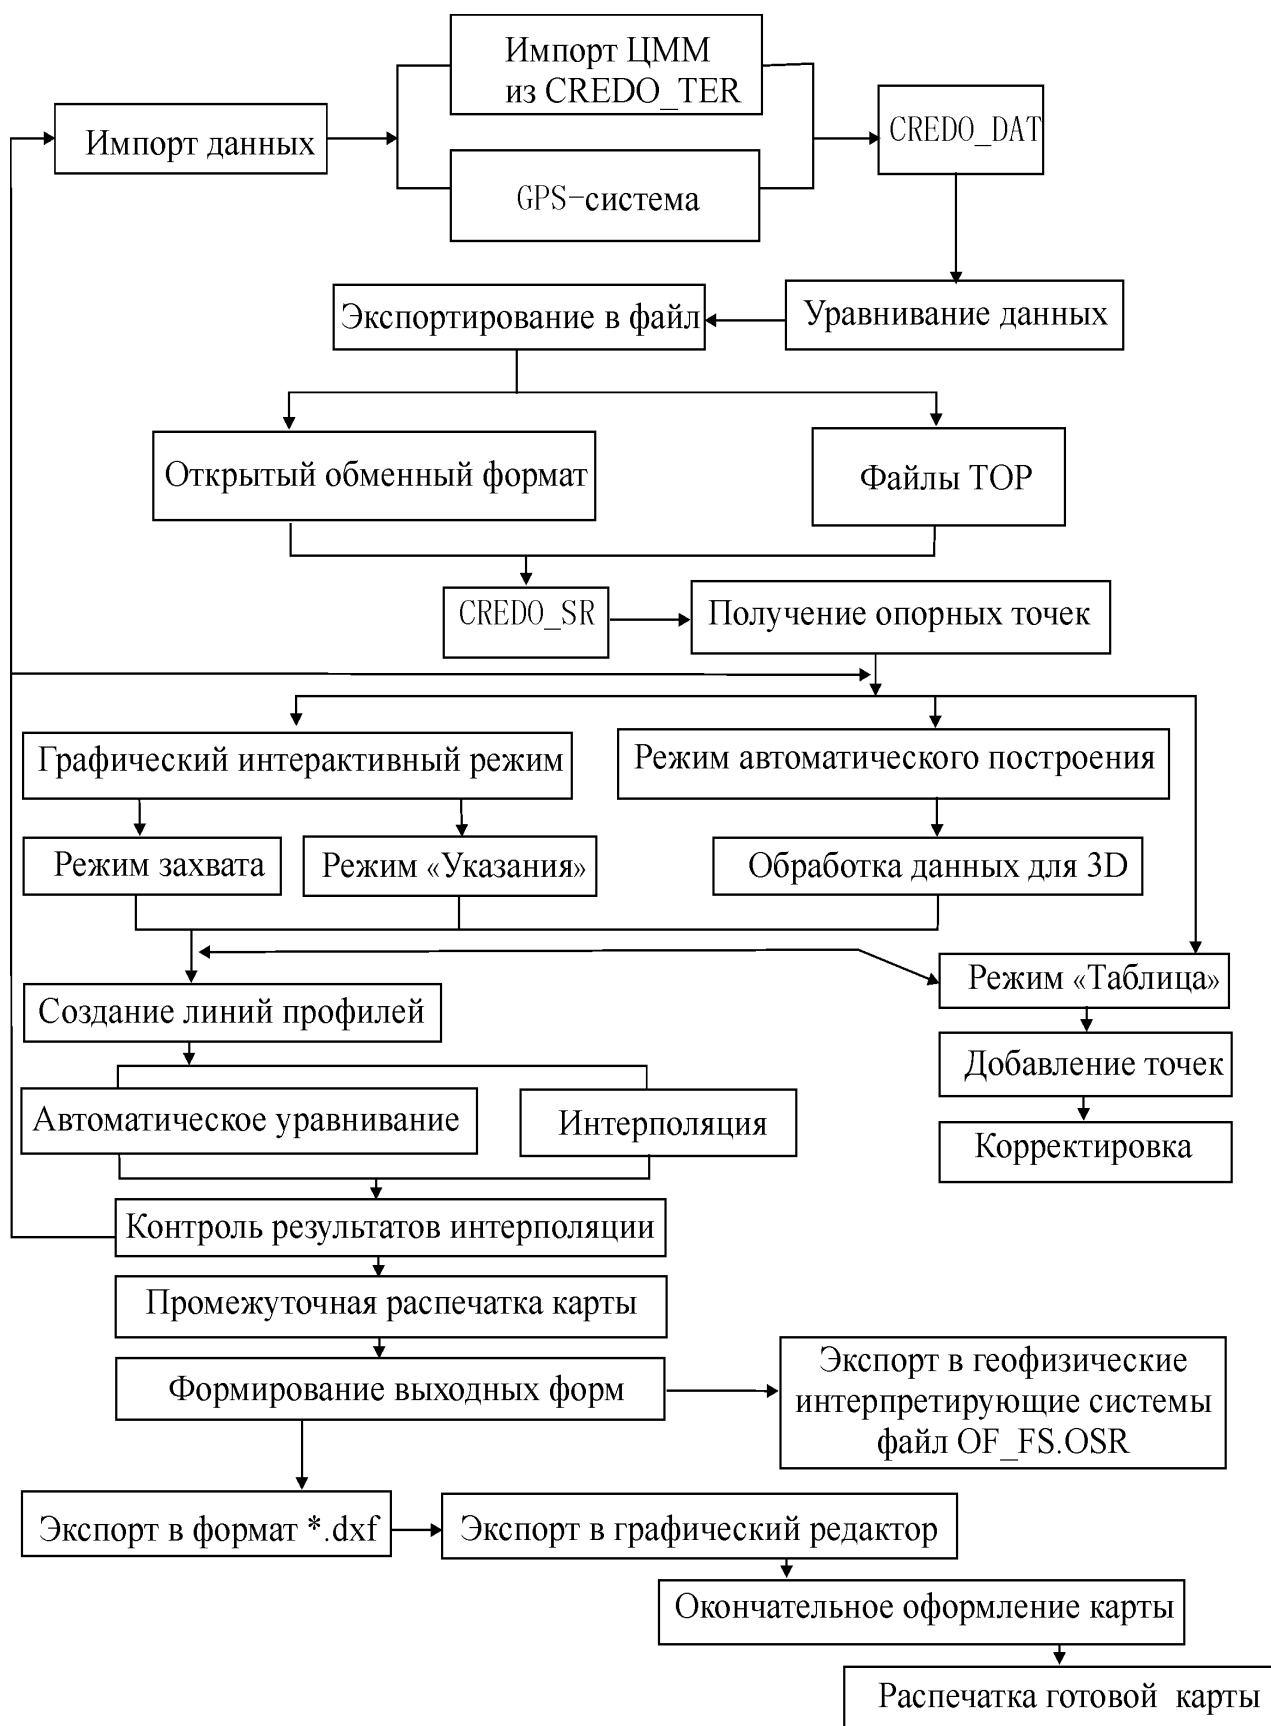 Импорт ЦММ
из CREDO_TER
Импорт данных
CREDO_DAT
GPS-система
Экспортирование в файл
Уравнивание данных
Открытый обменный формат
Файлы TOP
CREDO_SR
Получение опорных точек
Графический интерактивный режим
Режим автоматического построения
Режим захвата
Режим «Указания»
Обработка данных для 3D
Режим «Таблица»
Создание линий профилей
Добавление точек
Автоматическое уравнивание
Интерполяция
Корректировка
Контроль результатов интерполяции
Промежуточная распечатка карты
Формирование выходных форм
Экспорт в геофизические
интерпретирующие системы
файл OF_FS.OSR
Экспорт в формат *.dxf
Экспорт в графический редактор
Окончательное оформление карты
Распечатка готовой карты